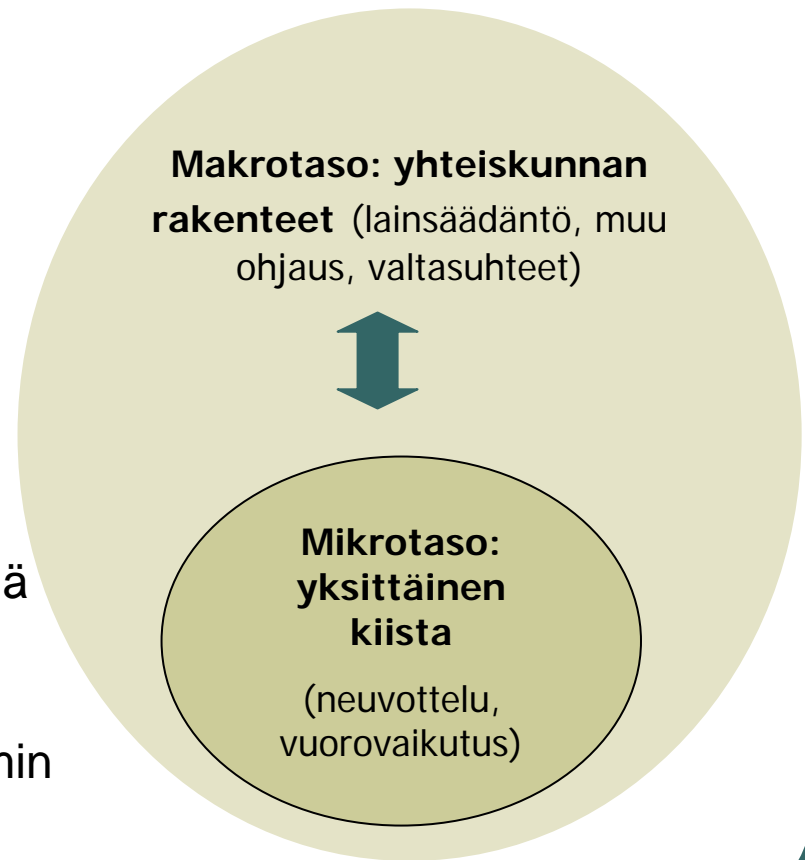 Makrotaso: yhteiskunnan
rakenteet (lainsäädäntö, muu
ohjaus, valtasuhteet)
Mikrotaso:
yksittäinen
kiista
(neuvottelu,
vuorovaikutus)